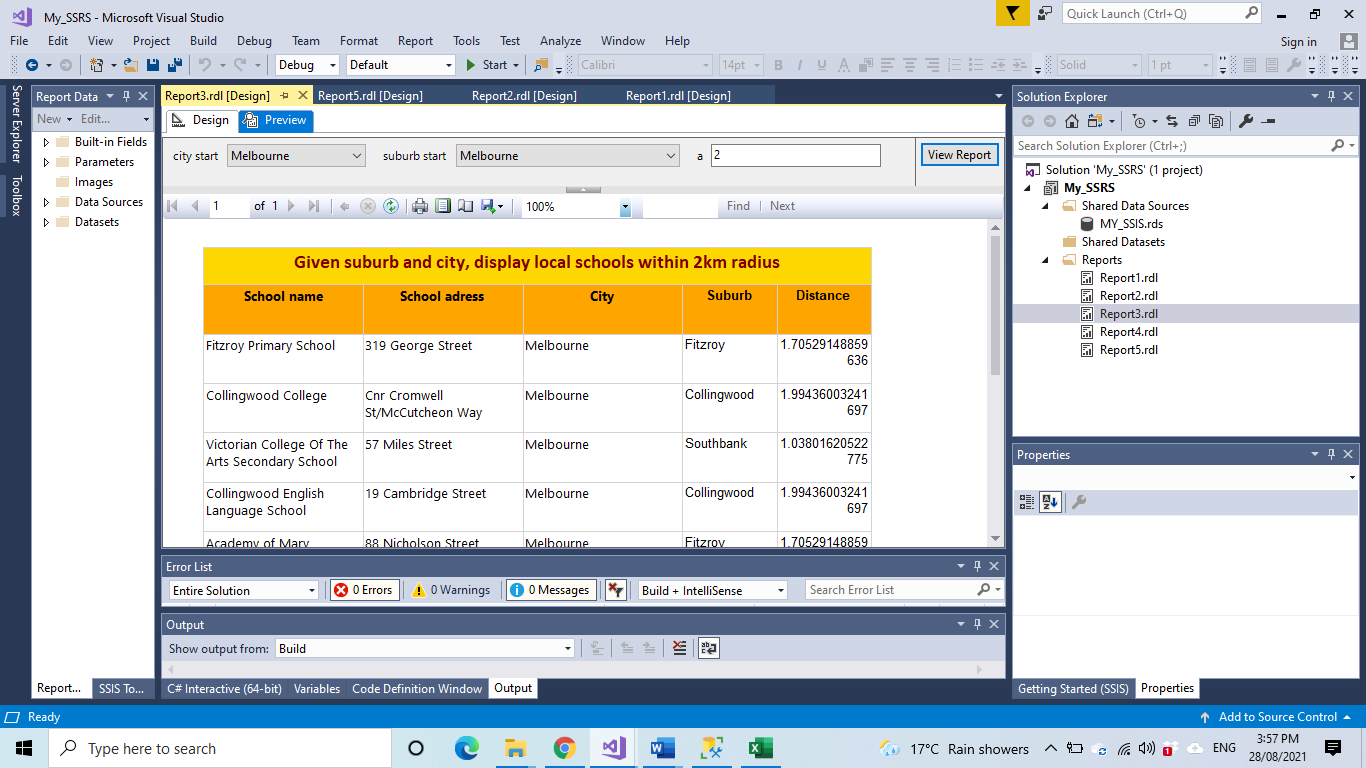 My_SSRS - Microsoft Visual Studio
Quick Launch (Ctrl+Q)
File Edit View Project Build Debug Team Format Report Tools Test Analyze Window Help
Sign in
Debug Default Start Calibri 14pt B I U A Solid 1 pt
Server Explorer
Toolbox
Report Data
New Edit...
Built-in Fields
Parameters
Images
Data Sources
Datasets
Report... SSIS To...
Report3.rdl [Design] Report5.rdl [Design] Report2.rdl [Design] Report1.rdl [Design]
Design Preview
city start Melbourne suburb start Melbourne a 2 View Report
1 of 1 100% Find | Next
Given suburb and city, display local schools within 2km radius
School name School adress City Suburb Distance
Fitzroy Primary School 319 George Street Melbourne Fitzroy 1.70529148859
636
Collingwood College Cnr Cromwell Melbourne Collingwood 1.99436003241
St/McCutcheon Way 697
Victorian College Of The 57 Miles Street Melbourne Southbank 1.03801620522
Arts Secondary School 775
Collingwood English 19 Cambridge Street Melbourne Collingwood 1.99436003241
Language School 697
Academy of Mary 88 Nicholson Street Melbourne Fitzroy 1.70529148859
Error List
Entire Solution 0 Errors 0 Warnings 0 Messages Build + IntelliSense Search Error List
Output
Show output from: Build
C# Interactive (64-bit) Variables Code Definition Window Output
Solution Explorer
Search Solution Explorer (Ctrl+;)
Solution 'My_SSRS' (1 project)
My_SSRS
Shared Data Sources
MY_SSIS.rds
Shared Datasets
Reports
Report1.rdl
Report2.rdl
Report3.rdl
Report4.rdl
Report5.rdl
Properties
Getting Started (SSIS) Properties
Ready
Add to Source Control
Type here to search
17°C Rain showers
1
ENG
3:57 PM
28/08/2021